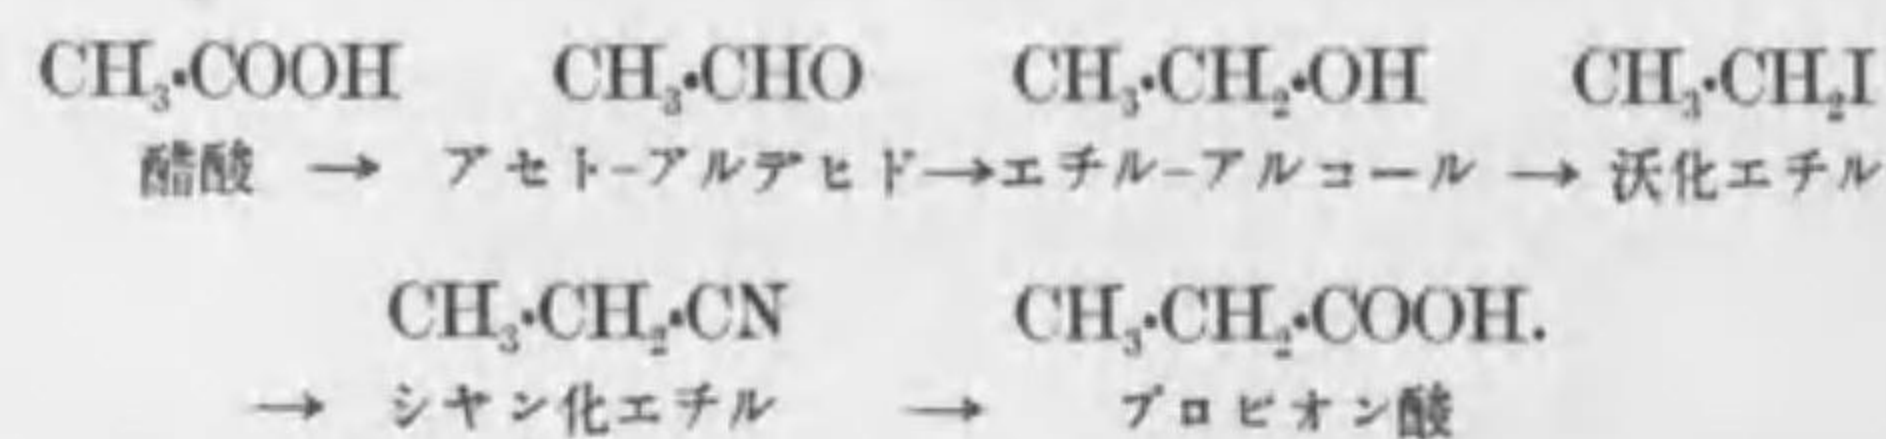 CH₃·COOH CH₃·CHO CH₃·CH₂·OH CH₃·CH₂I
醋酸 → アセト-アルデヒド→エチル-アルコール → 沃化エチル
CH₃·CH₂·CN CH₃·CH₂·COOH.
→ シヤン化エチル → プロピオン酸